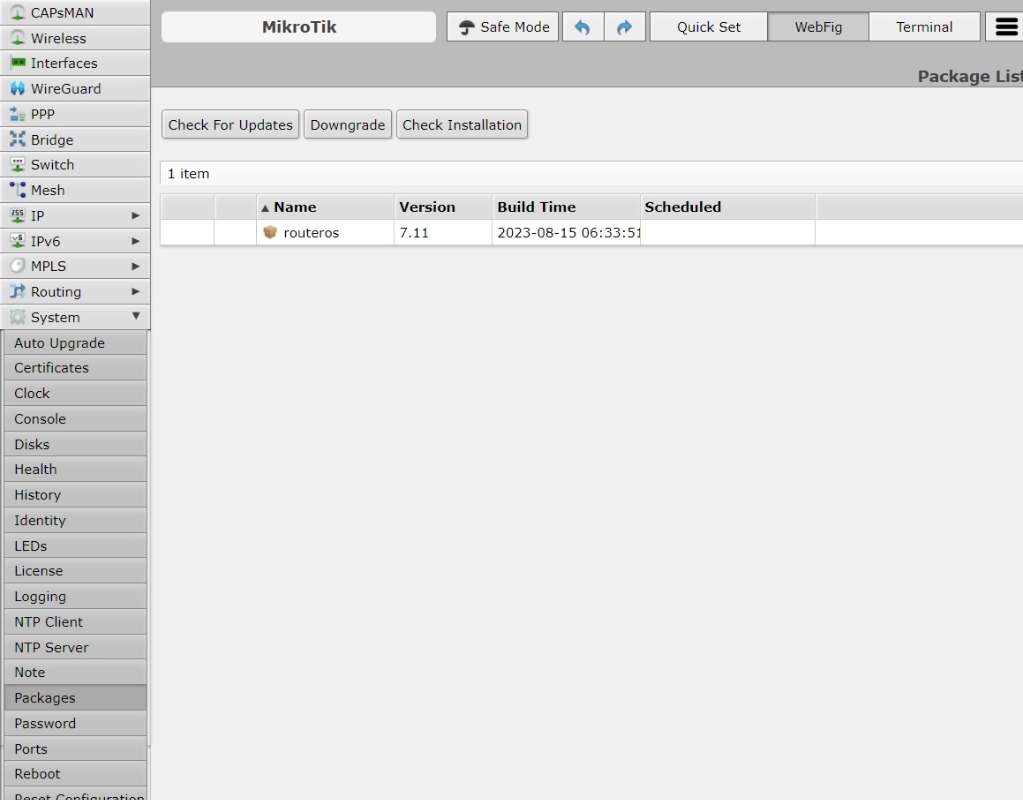 CAPsMAN
Wireless
Interfaces
WireGuard
PPP
Bridge
Switch
Mesh
IP
IPv6
MPLS
Routing
System
Auto Upgrade
Certificates
Clock
Console
Disks
Health
History
Identity
LEDs
License
Logging
NTP Client
NTP Server
Note
Packages
Password
Ports
Reboot
Reset Configuration
MikroTik
Safe Mode
Quick Set
WebFig
Terminal
Package List
Check For Updates Downgrade Check Installation
1 item
Name Version Build Time Scheduled
routeros 7.11 2023-08-15 06:33:51